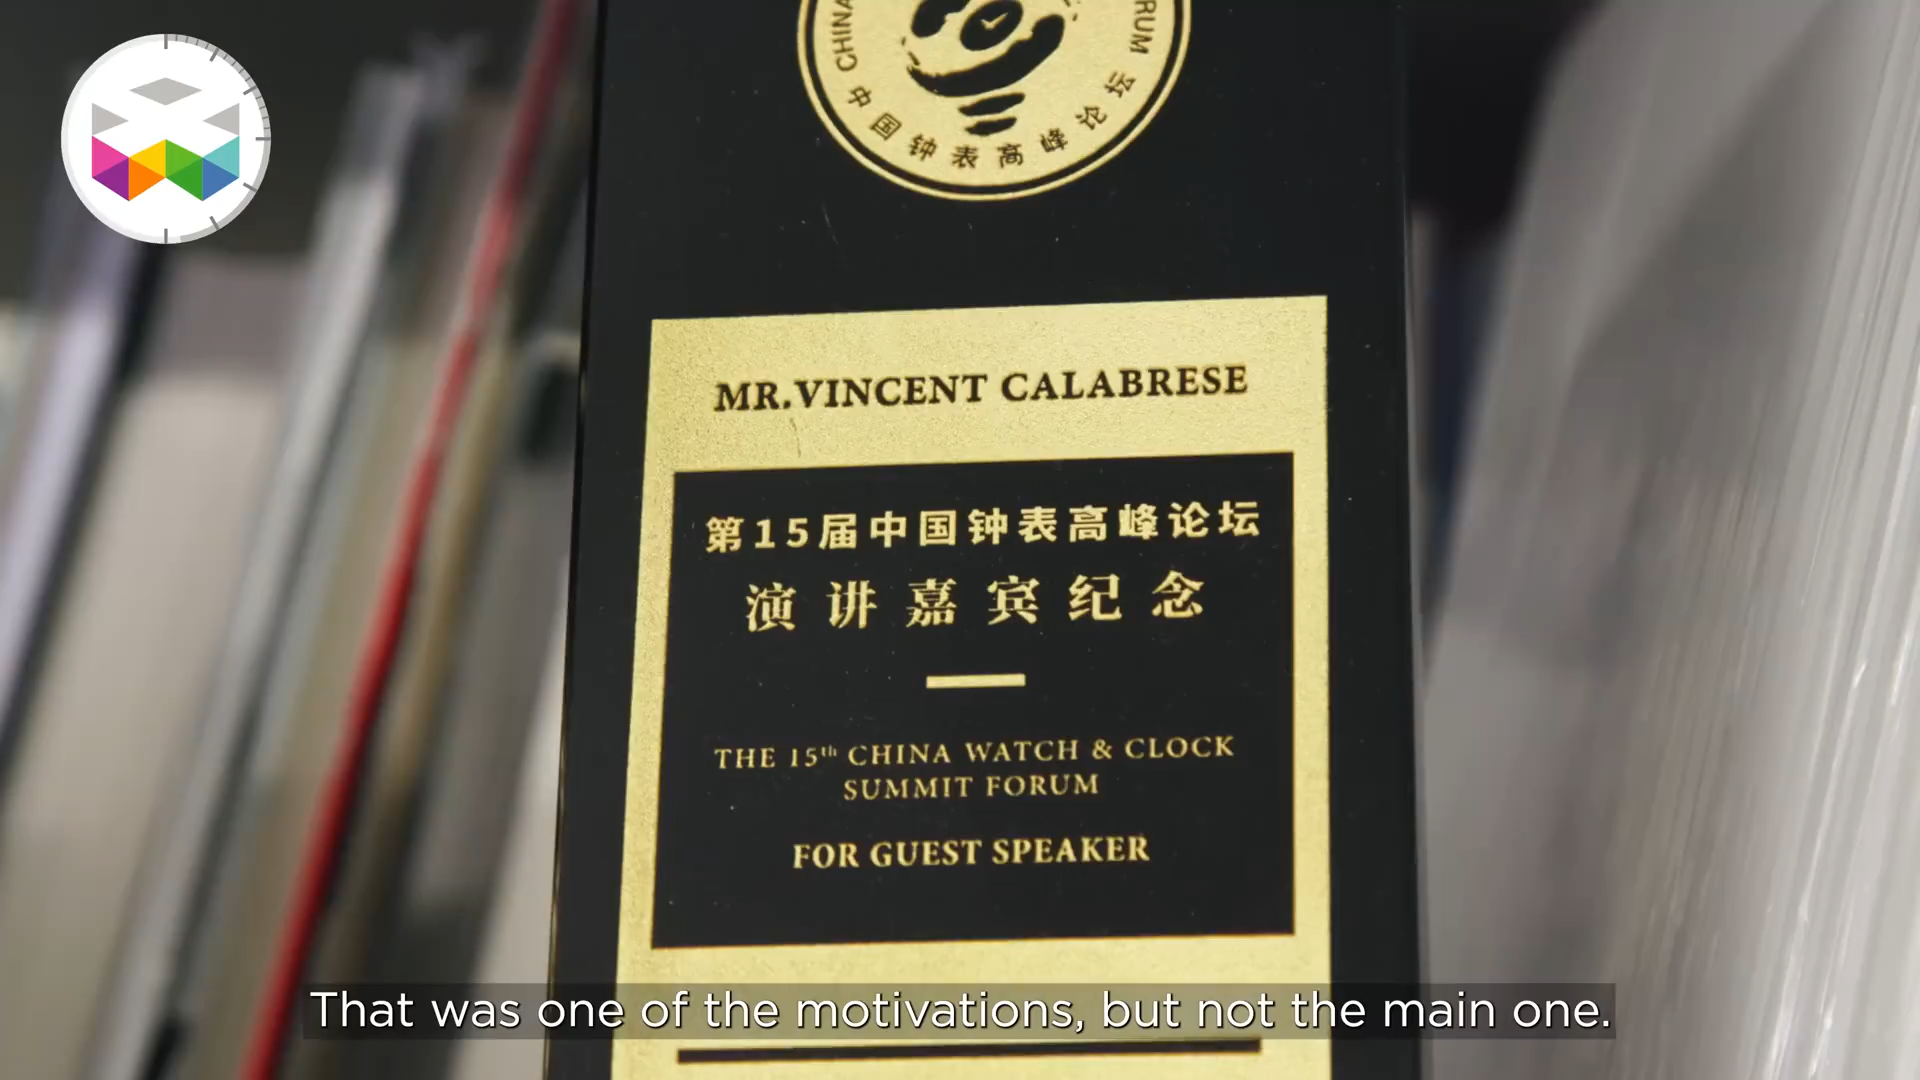 CHINA
RUM
中国钟表高峰论坛
MR.VINCENT CALABRESE
第15届中国钟表高峰论坛
演讲嘉宾纪念
THE 15th CHINA WATCH & CLOCK
SUMMIT FORUM
FOR GUEST SPEAKER
That was one of the motivations, but not the main one.